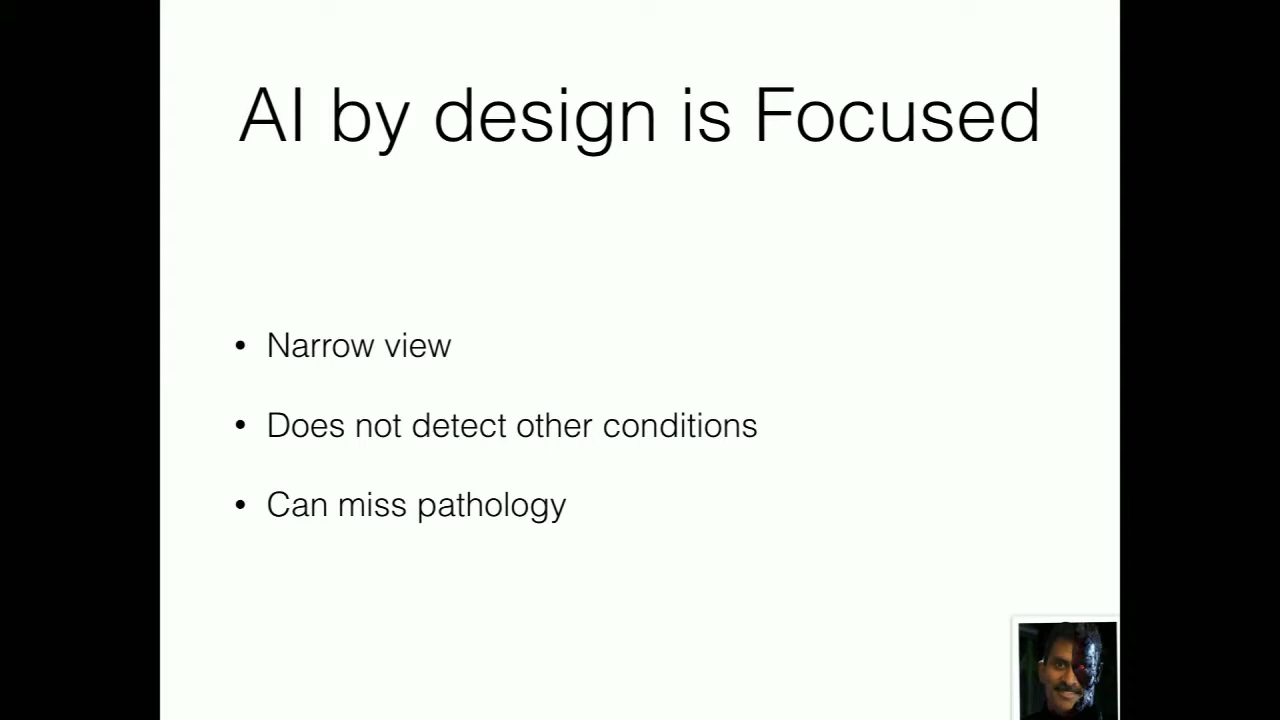 AI by design is Focused
• Narrow view
• Does not detect other conditions
• Can miss pathology